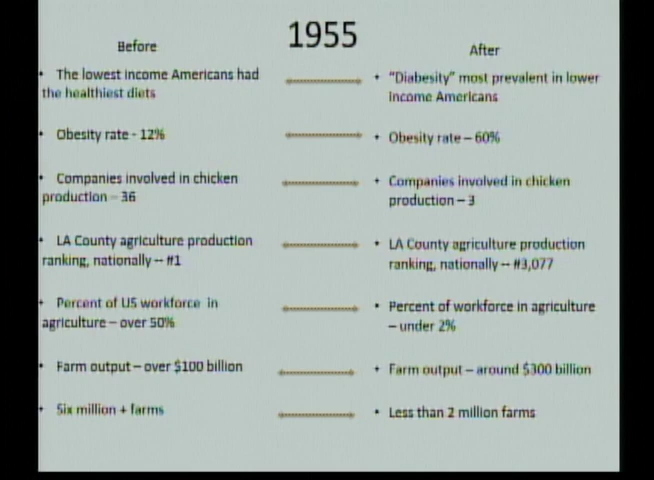 1955
Before
• The lowest income Americans had
the healthiest diets
• Obesity rate - 12%
• Companies involved in chicken
production – 36
• LA County agriculture production
ranking, nationally – #1
• Percent of US workforce in
agriculture – over 50%
• Farm output – over $100 billion
• Six million + farms
After
• “Diabesity” most prevalent in lower
income Americans
• Obesity rate – 60%
• Companies involved in chicken
production – 3
• LA County agriculture production
ranking, nationally – #3,077
• Percent of workforce in agriculture
– under 2%
• Farm output – around $300 billion
• Less than 2 million farms